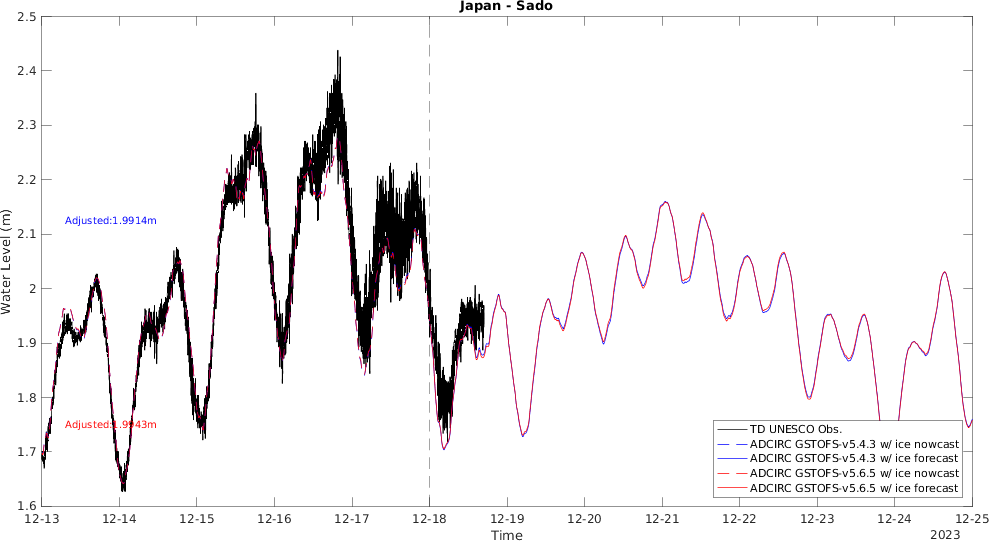 Japan - Sado
2.5
2.4
2.3
2.2
2.1
2
1.9
1.8
1.7
1.6
Water Level (m)
Adjusted:1.9914m
Adjusted:1.9943m
TD UNESCO Obs.
ADCIRC GSTOFS-v5.4.3 w/ ice nowcast
ADCIRC GSTOFS-v5.4.3 w/ ice forecast
ADCIRC GSTOFS-v5.6.5 w/ ice nowcast
ADCIRC GSTOFS-v5.6.5 w/ ice forecast
12-13 12-14 12-15 12-16 12-17 12-18 12-19 12-20 12-21 12-22 12-23 12-24 12-25
Time
2023